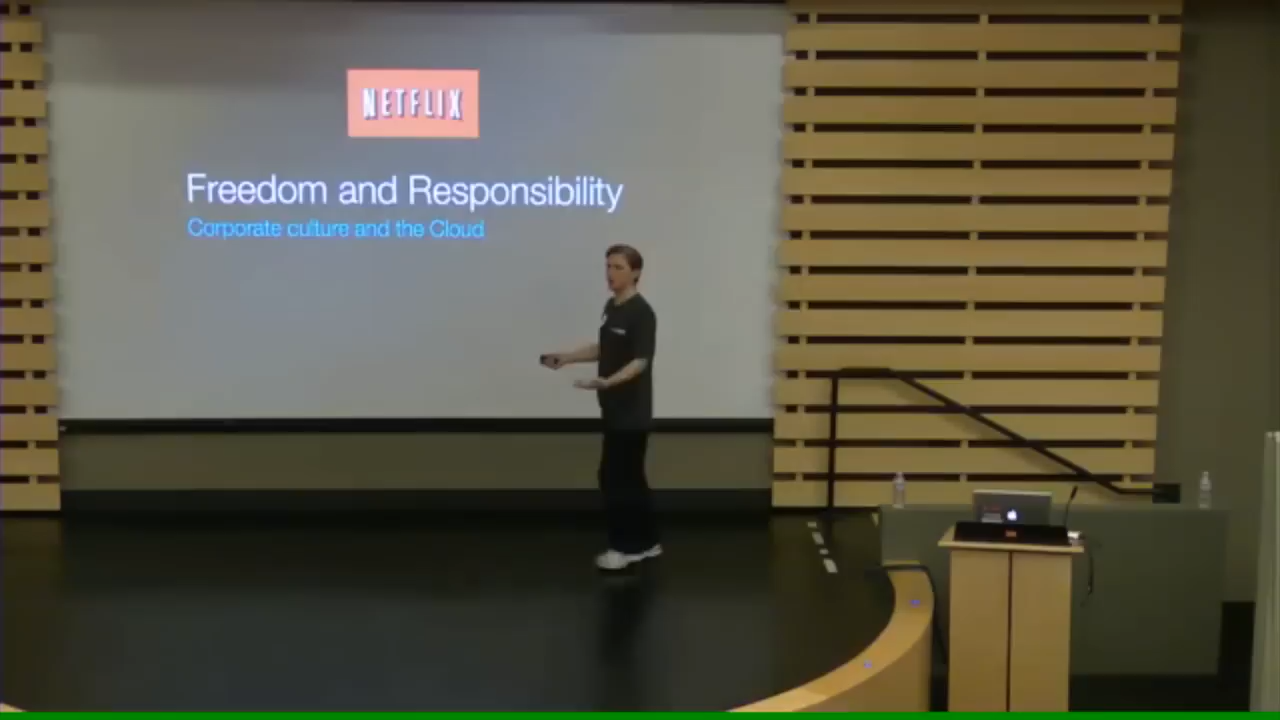 NETFLIX
Freedom and Responsibility
Corporate culture and the Cloud